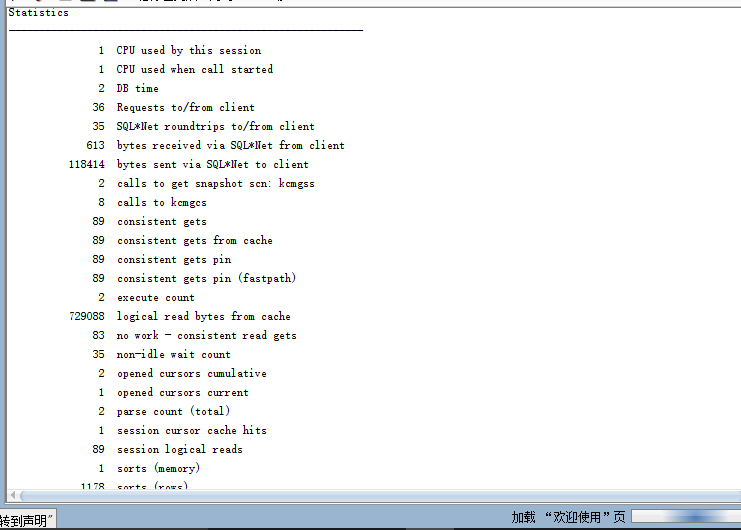 Statistics
1 CPU used by this session
1 CPU used when call started
2 DB time
36 Requests to/from client
35 SQL*Net roundtrips to/from client
613 bytes received via SQL*Net from client
118414 bytes sent via SQL*Net to client
2 calls to get snapshot scn: kcmgss
8 calls to kcmgcs
89 consistent gets
89 consistent gets from cache
89 consistent gets pin
89 consistent gets pin (fastpath)
2 execute count
729088 logical read bytes from cache
83 no work - consistent read gets
35 non-idle wait count
2 opened cursors cumulative
1 opened cursors current
2 parse count (total)
1 session cursor cache hits
89 session logical reads
1 sorts (memory)
1178 sorts (rows)
转到声明”
加载 “欢迎使用”页